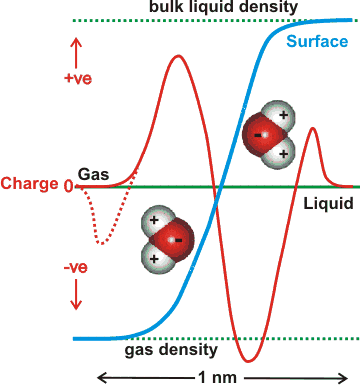 bulk liquid density
Surface
+ve
Gas
+
-
+
Charge 0
Liquid
+
-
+
-ve
gas density
1 nm